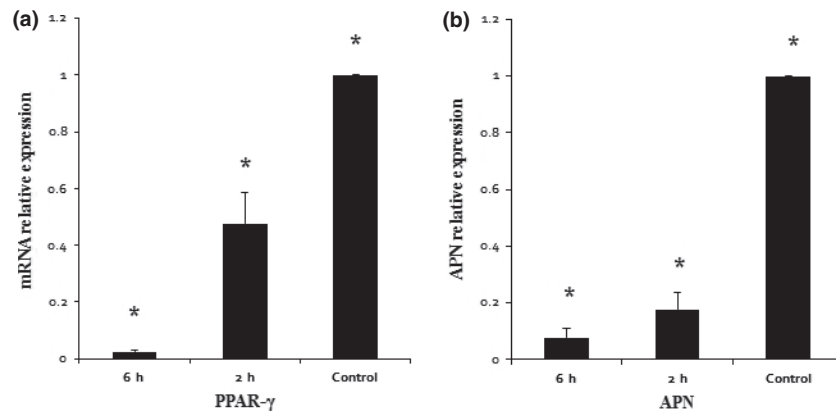 (a)
1.2
1
0.8
0.6
0.4
0.2
0
mRNA relative expression
*
*
*
6 h
2 h
Control
PPAR-γ
(b)
1.2
1
0.8
0.6
0.4
0.2
0
APN relative expression
*
*
*
6 h
2 h
Control
APN